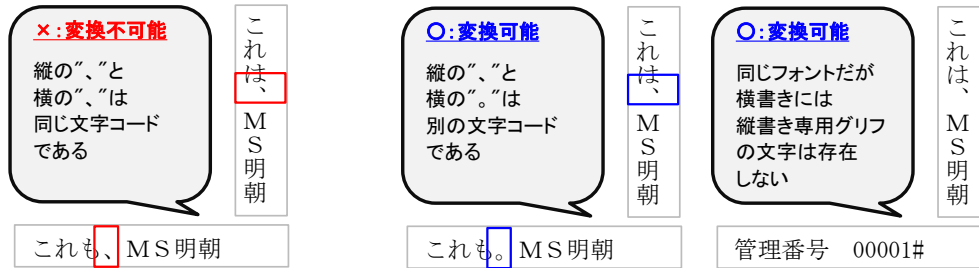 ×:変換不可能
縦の″、″と
横の″、″は
同じ文字コード
である
これは、MS明朝
これも、MS明朝
〇:変換可能
縦の″、″と
横の″。″は
別の文字コード
である
これは、MS明朝
これも。MS明朝
〇:変換可能
同じフォントだが
横書きには
縦書き専用グリフ
の文字は存在
しない
これは、MS明朝
管理番号　00001#